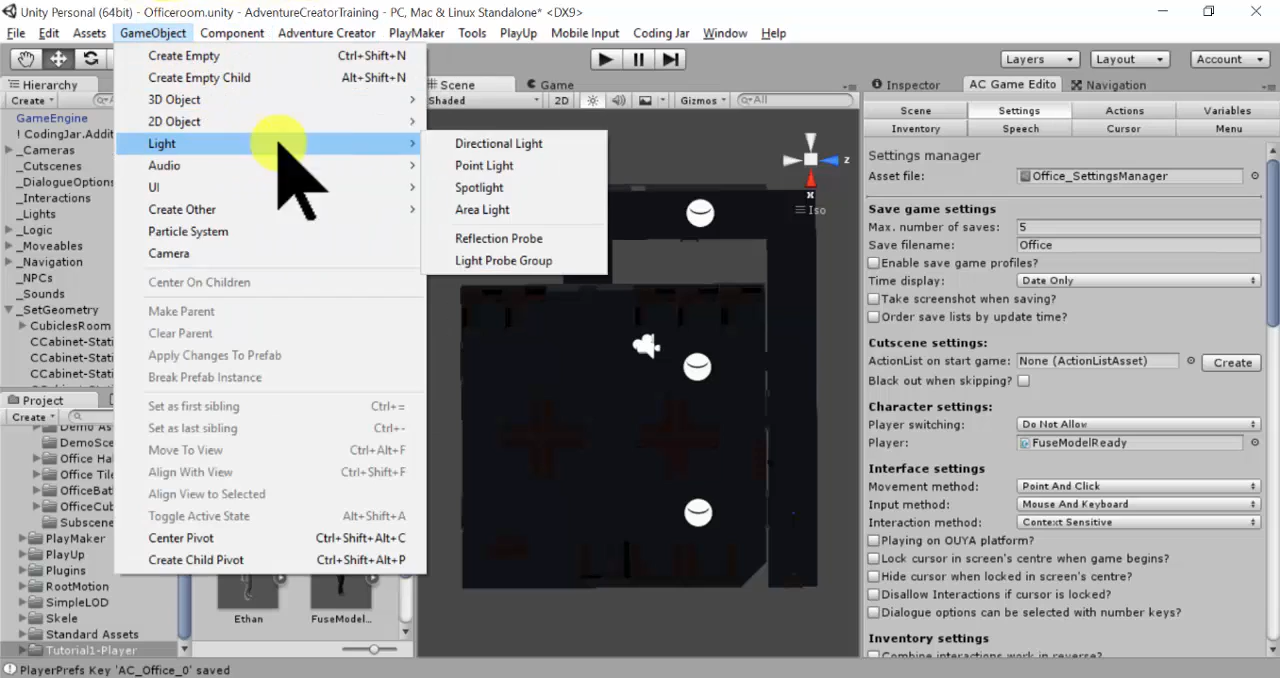 Unity Personal (64bit) - Officeroom.unity - AdventureCreatorTraining - PC, Mac & Linux Standalone* <DX9>
File Edit Assets GameObject Component Adventure Creator PlayMaker Tools PlayUp Mobile Input Coding Jar Window Help
Layers Layout Account
Hierarchy
Create
GameEngine
! CodingJar.Addit
_Cameras
_Cutscenes
_DialogueOptions
_Interactions
_Lights
_Logic
_Moveables
_Navigation
_NPCs
_Sounds
_SetGeometry
CubiclesRoom
CCabinet-Stati
CCabinet-Stati
CCabinet-Stati
Create Empty Ctrl+Shift+N
Create Empty Child Alt+Shift+N
3D Object
2D Object
Light
Audio
UI
Create Other
Particle System
Camera
Center On Children
Make Parent
Clear Parent
Apply Changes To Prefab
Break Prefab Instance
Set as first sibling Ctrl+=
Set as last sibling Ctrl+-
Move To View Ctrl+Alt+F
Align With View Ctrl+Shift+F
Align View to Selected
Toggle Active State Alt+Shift+A
Center Pivot Ctrl+Shift+Alt+C
Create Child Pivot Ctrl+Shift+Alt+P
Directional Light
Point Light
Spotlight
Area Light
Reflection Probe
Light Probe Group
Scene Game
Shaded 2D Gizmos All
z
x
Iso
Project
Create
Demo As
DemoSce
Office Hal
Office Tile
OfficeBat
OfficeCub
Subscene
PlayMaker
PlayUp
Plugins
RootMotion
SimpleLOD
Skele
Standard Assets
Tutorial1-Player
Ethan FuseModel...
Inspector AC Game Edito Navigation
Scene Settings Actions Variables
Inventory Speech Cursor Menu
Settings manager
Asset file: Office_SettingsManager
Save game settings
Max. number of saves: 5
Save filename: Office
Enable save game profiles?
Time display: Date Only
Take screenshot when saving?
Order save lists by update time?
Cutscene settings:
ActionList on start game: None (ActionListAsset) Create
Black out when skipping?
Character settings:
Player switching: Do Not Allow
Player: FuseModelReady
Interface settings
Movement method: Point And Click
Input method: Mouse And Keyboard
Interaction method: Context Sensitive
Playing on OUYA platform?
Lock cursor in screen's centre when game begins?
Hide cursor when locked in screen's centre?
Disallow Interactions if cursor is locked?
Dialogue options can be selected with number keys?
Inventory settings
Combine interactions work in reverse?
PlayerPrefs Key 'AC_Office_0' saved